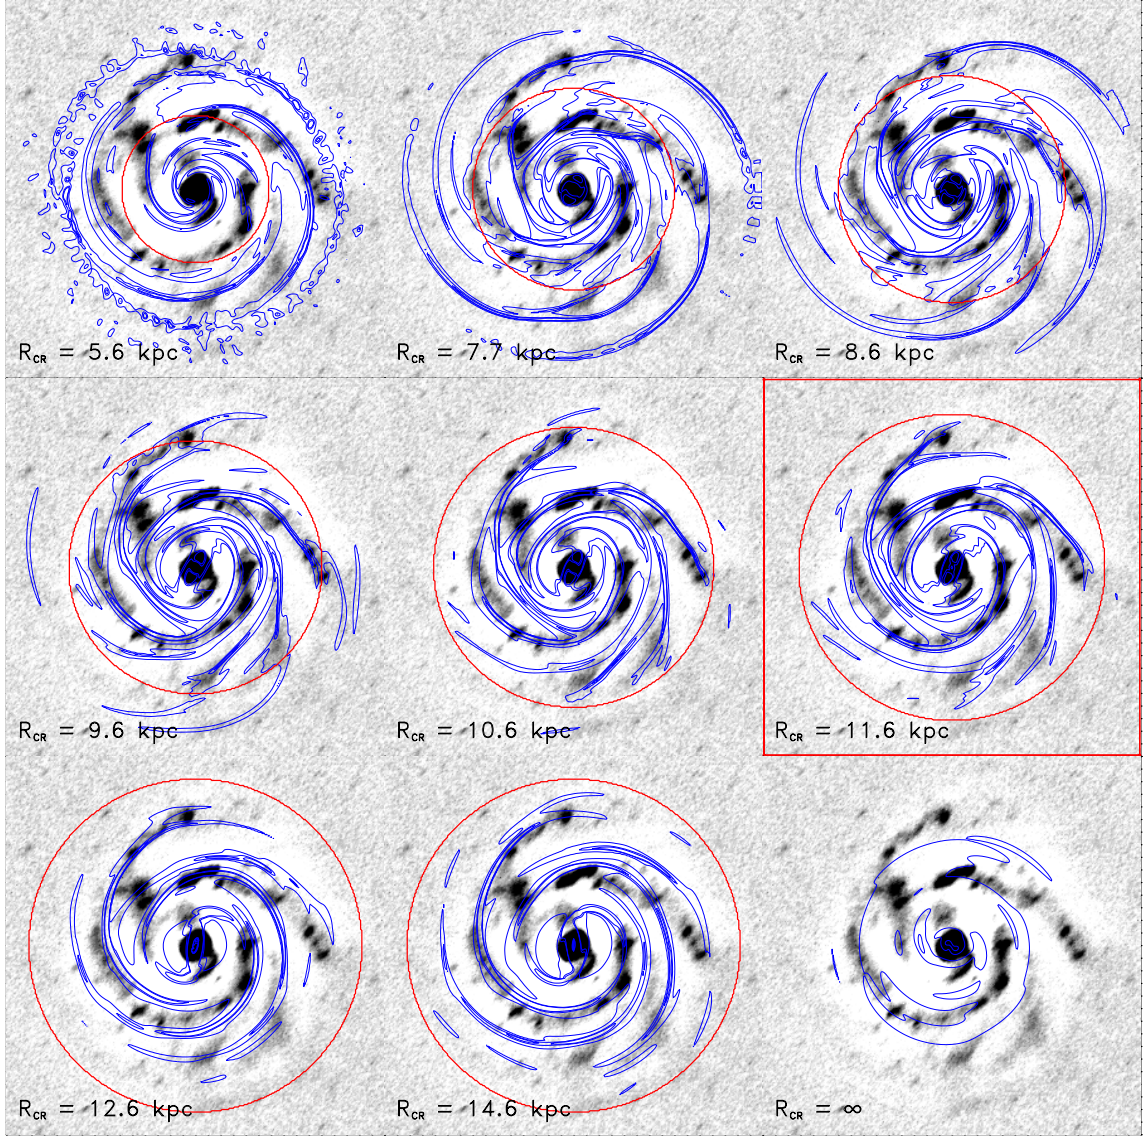 R_CR = 5.6 kpc
R_CR = 7.7 kpc
R_CR = 8.6 kpc
R_CR = 9.6 kpc
R_CR = 10.6 kpc
R_CR = 11.6 kpc
R_CR = 12.6 kpc
R_CR = 14.6 kpc
R_CR = ∞